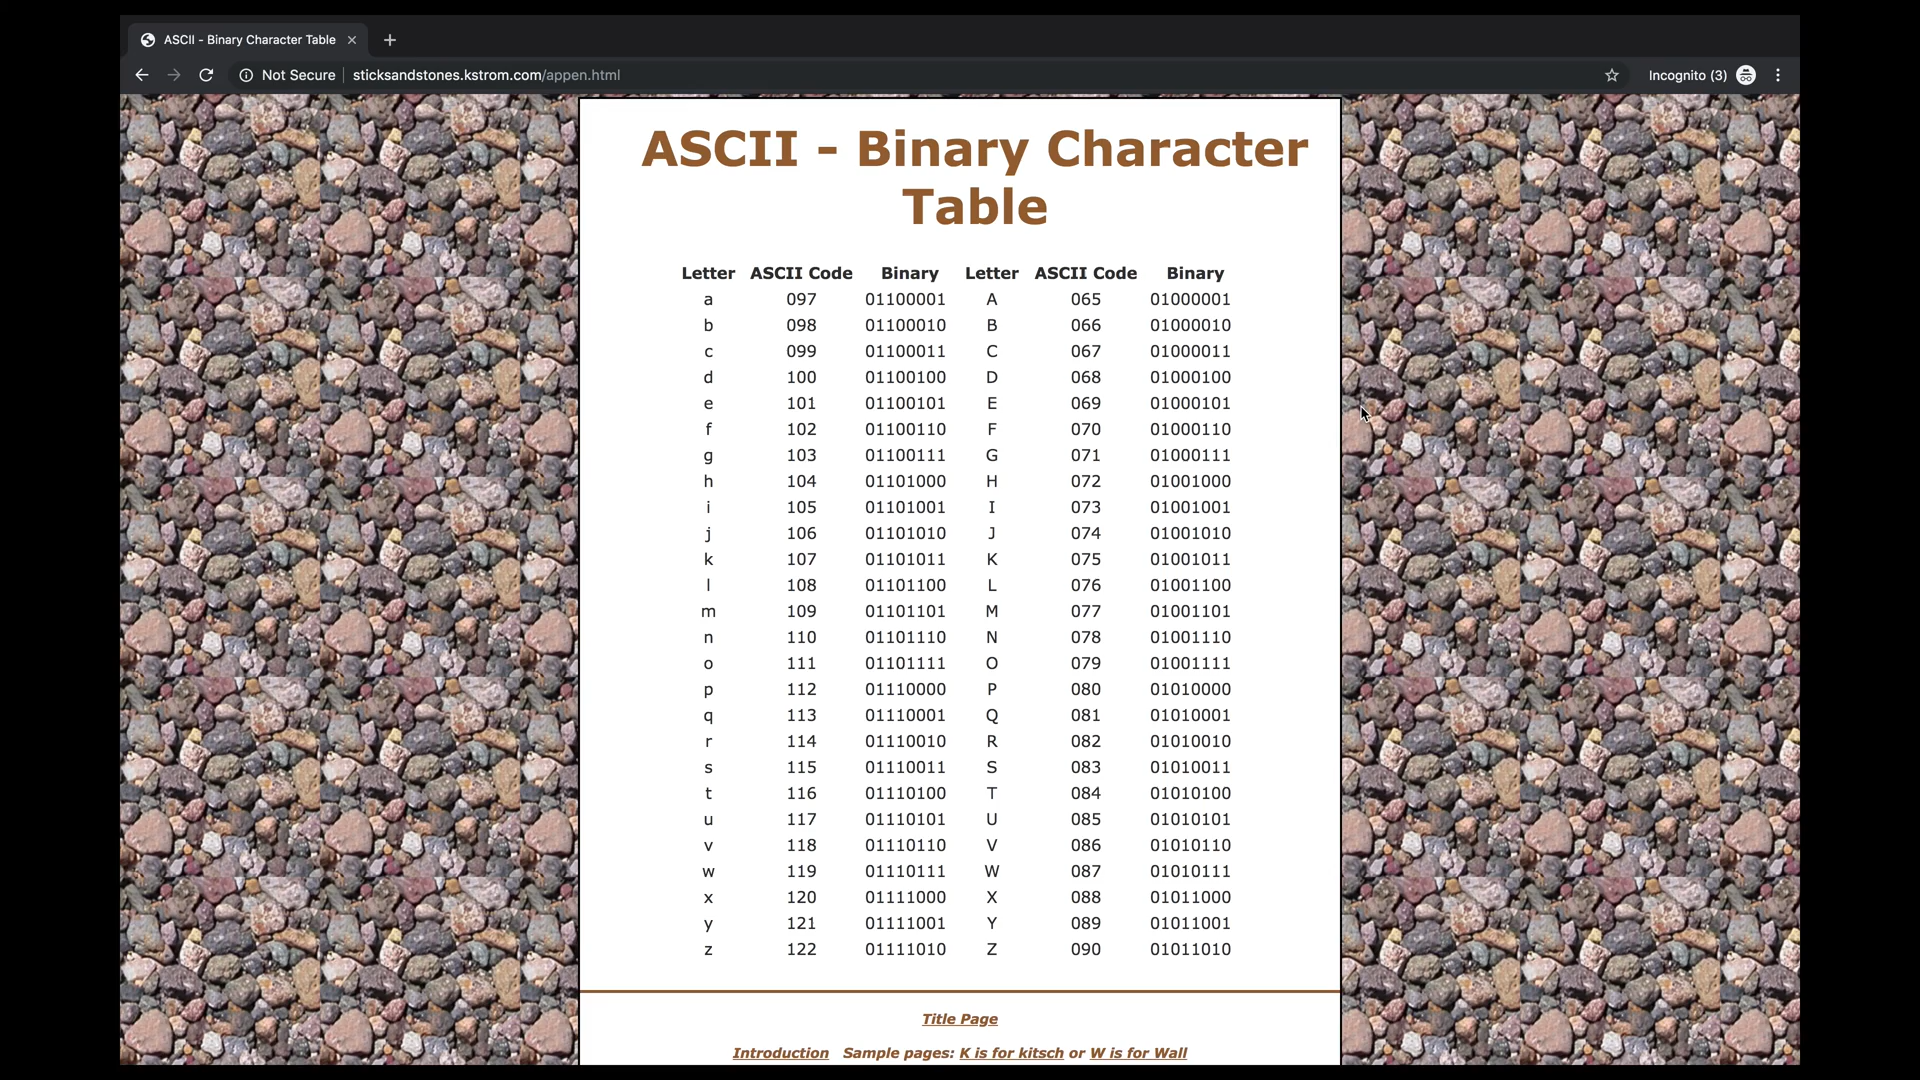 ASCII - Binary Character Table
Not Secure sticksandstones.kstrom.com/appen.html Incognito (3)
ASCII - Binary Character
Table
Letter ASCII Code Binary Letter ASCII Code Binary
a 097 01100001 A 065 01000001
b 098 01100010 B 066 01000010
c 099 01100011 C 067 01000011
d 100 01100100 D 068 01000100
e 101 01100101 E 069 01000101
f 102 01100110 F 070 01000110
g 103 01100111 G 071 01000111
h 104 01101000 H 072 01001000
i 105 01101001 I 073 01001001
j 106 01101010 J 074 01001010
k 107 01101011 K 075 01001011
l 108 01101100 L 076 01001100
m 109 01101101 M 077 01001101
n 110 01101110 N 078 01001110
o 111 01101111 O 079 01001111
p 112 01110000 P 080 01010000
q 113 01110001 Q 081 01010001
r 114 01110010 R 082 01010010
s 115 01110011 S 083 01010011
t 116 01110100 T 084 01010100
u 117 01110101 U 085 01010101
v 118 01110110 V 086 01010110
w 119 01110111 W 087 01010111
x 120 01111000 X 088 01011000
y 121 01111001 Y 089 01011001
z 122 01111010 Z 090 01011010
Title Page
Introduction Sample pages: K is for kitsch or W is for Wall